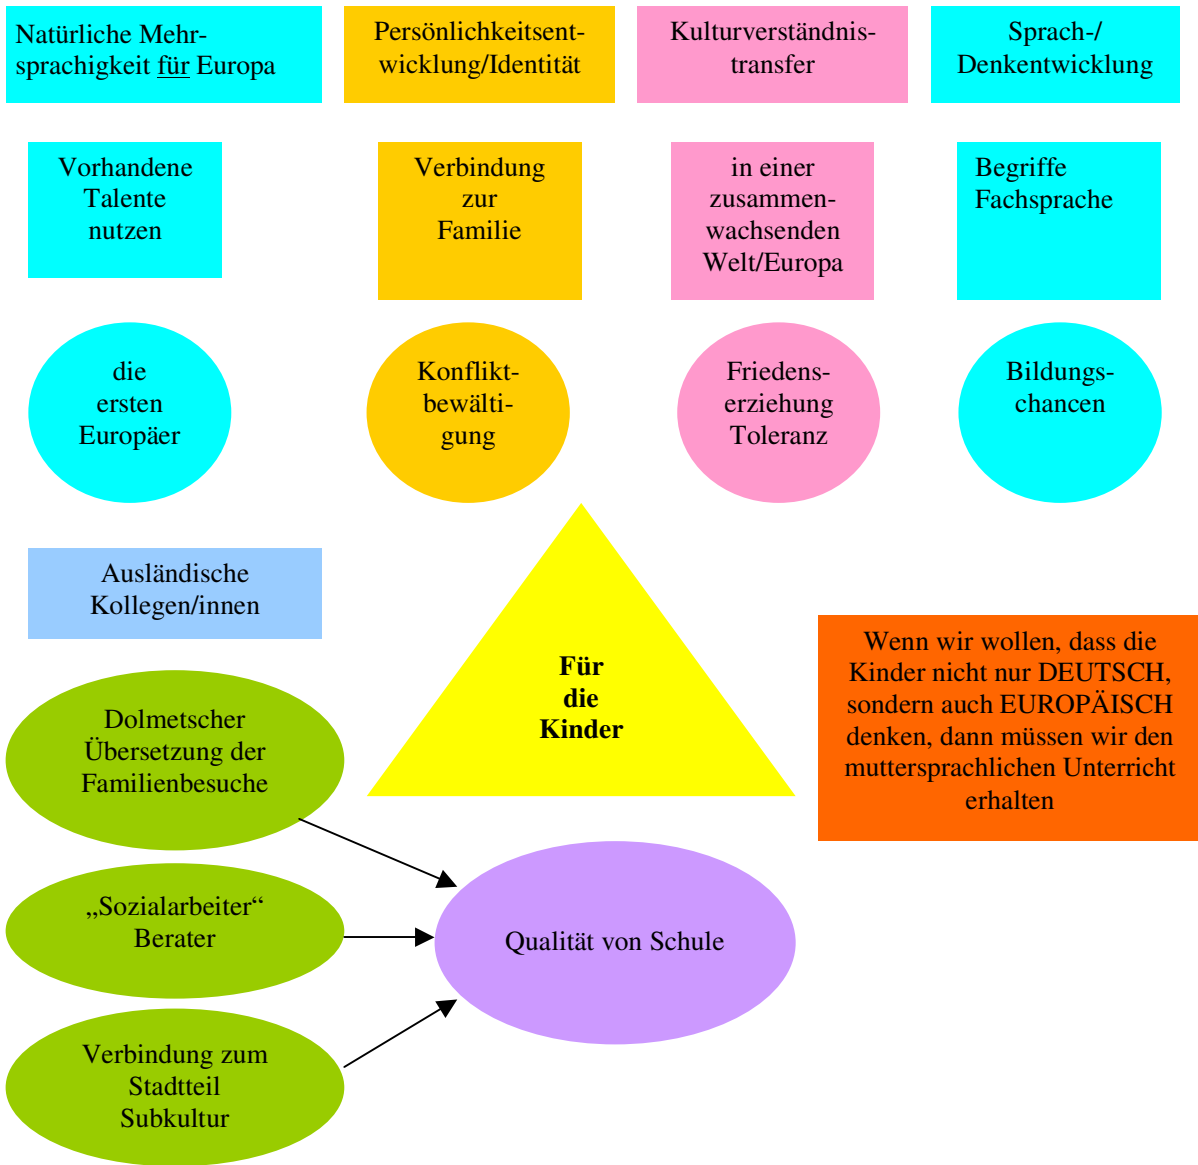 Natürliche Mehr-
sprachigkeit für Europa
Persönlichkeitsent-
wicklung/Identität
Kulturverständnis-
transfer
Sprach-/
Denkentwicklung
Vorhandene
Talente
nutzen
Verbindung
zur
Familie
in einer
zusammen-
wachsenden
Welt/Europa
Begriffe
Fachsprache
die
ersten
Europäer
Konflikt-
bewälti-
gung
Friedens-
erziehung
Toleranz
Bildungs-
chancen
Ausländische
Kollegen/innen
Für
die
Kinder
Wenn wir wollen, dass die
Kinder nicht nur DEUTSCH,
sondern auch EUROPÄISCH
denken, dann müssen wir den
muttersprachlichen Unterricht
erhalten
Dolmetscher
Übersetzung der
Familienbesuche
„Sozialarbeiter“
Berater
Qualität von Schule
Verbindung zum
Stadtteil
Subkultur